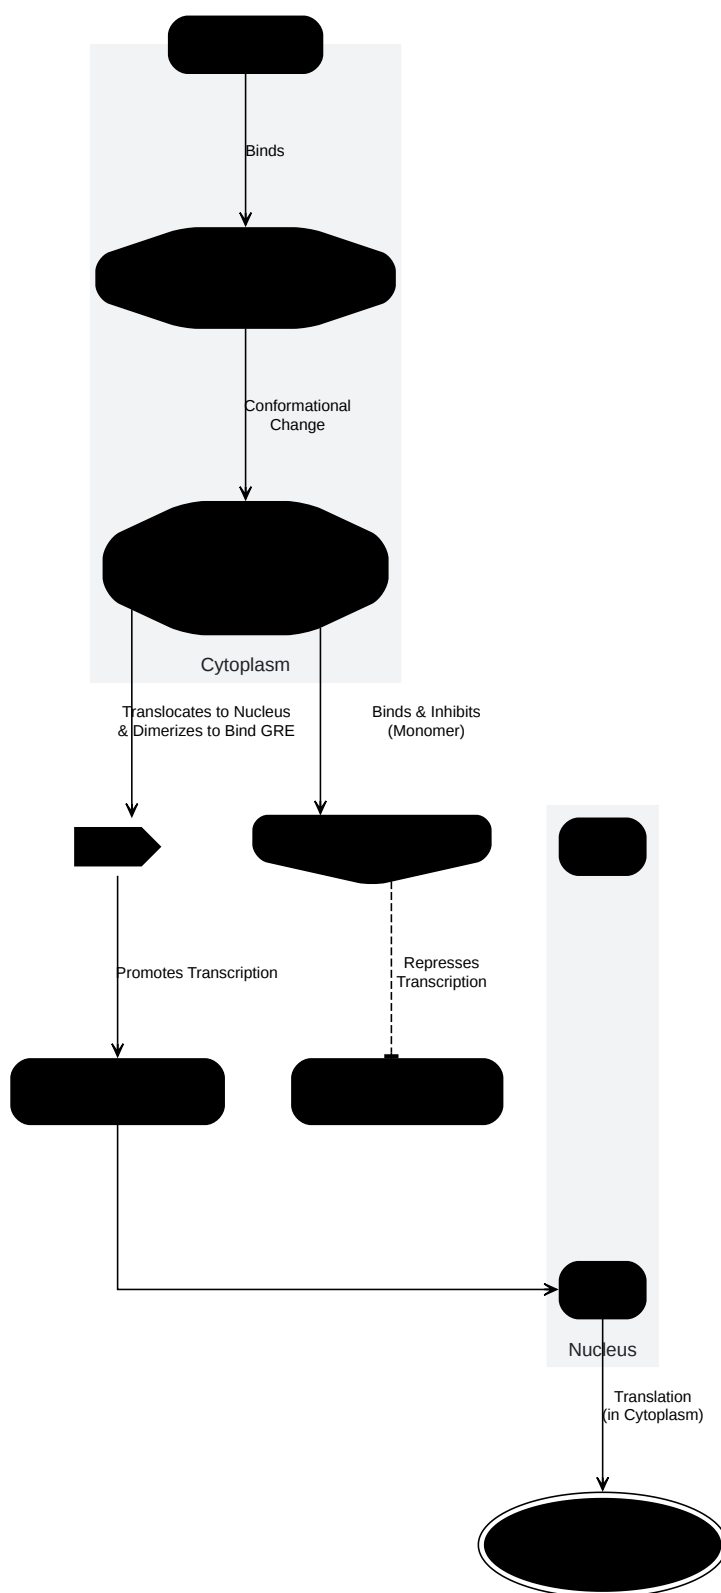 Binds
Conformational
Change
Cytoplasm
Translocates to Nucleus
& Dimerizes to Bind GRE
Binds & Inhibits
(Monomer)
Promotes Transcription
Represses
Transcription
Nucleus
Translation
(in Cytoplasm)